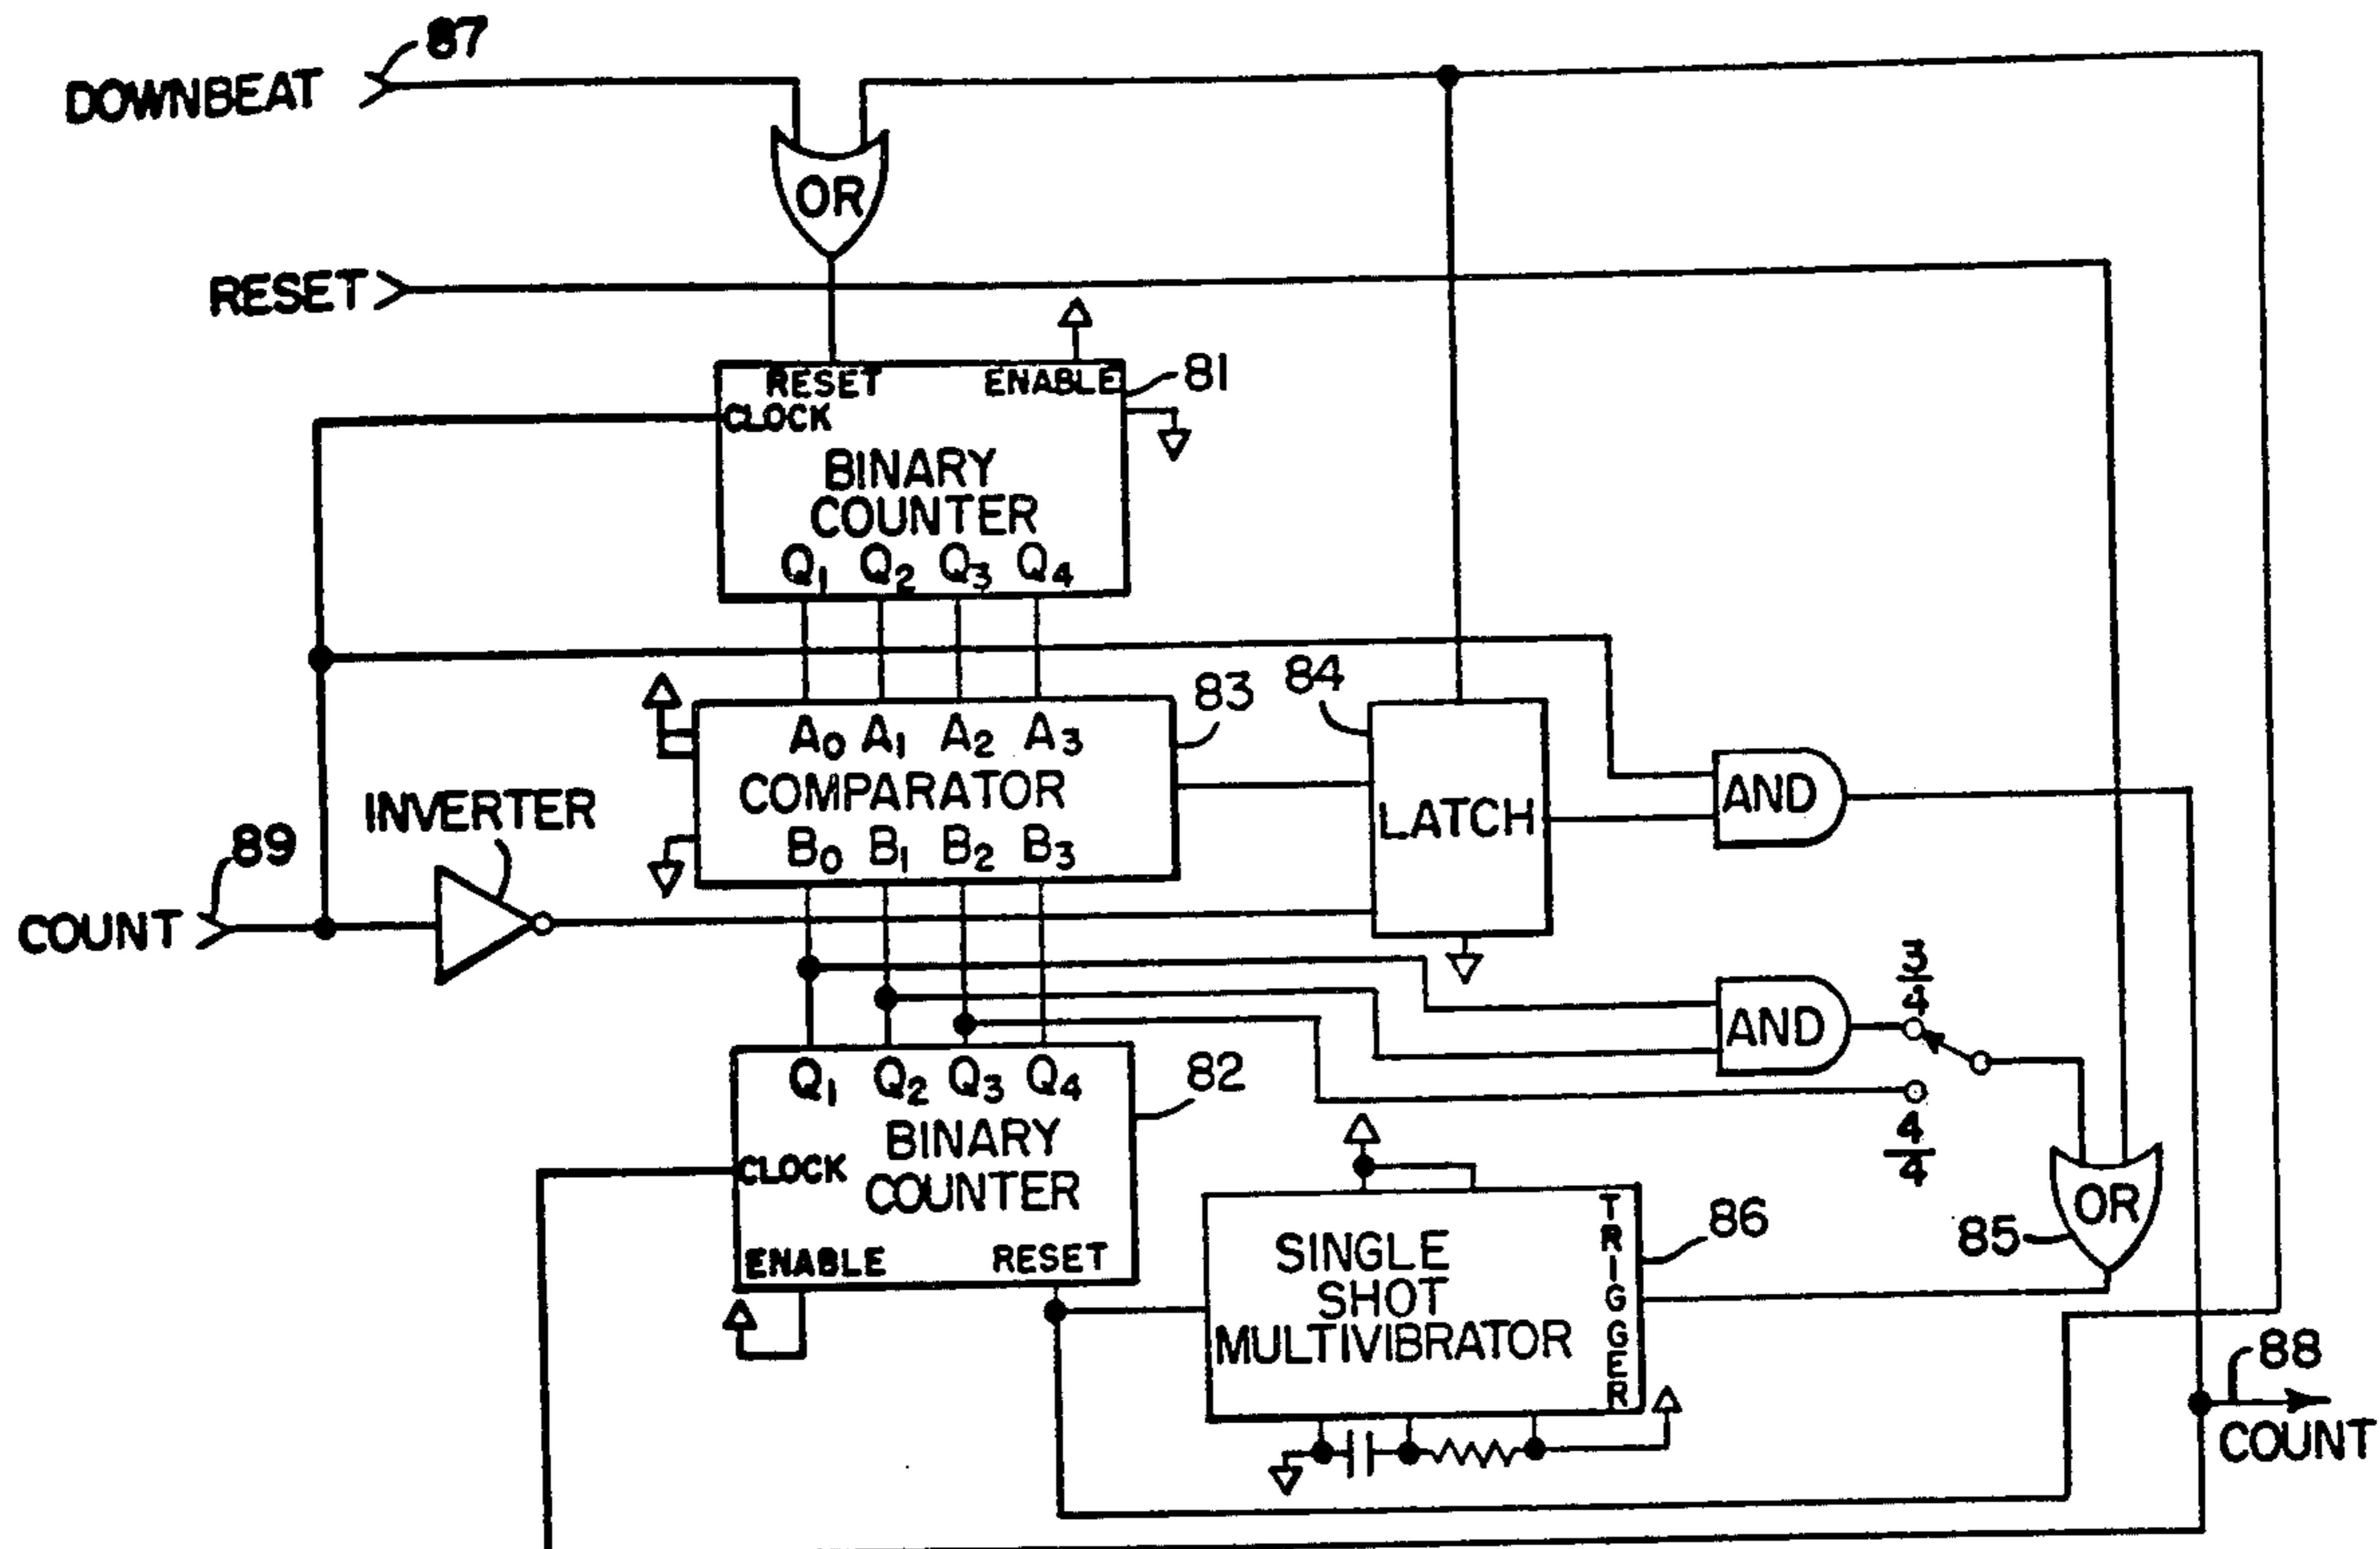 87
DOWNBEAT
OR
RESET
RESET ENABLE
81
CLOCK
BINARY
COUNTER
Q1 Q2 Q3 Q4
83
84
A0 A1 A2 A3
COMPARATOR
B0 B1 B2 B3
INVERTER
LATCH
AND
89
COUNT
3
4
AND
Q1 Q2 Q3 Q4
82
BINARY
CLOCK
COUNTER
ENABLE RESET
4
4
TRIGGER
86
SINGLE
SHOT
MULTIVIBRATOR
OR
85
88
COUNT